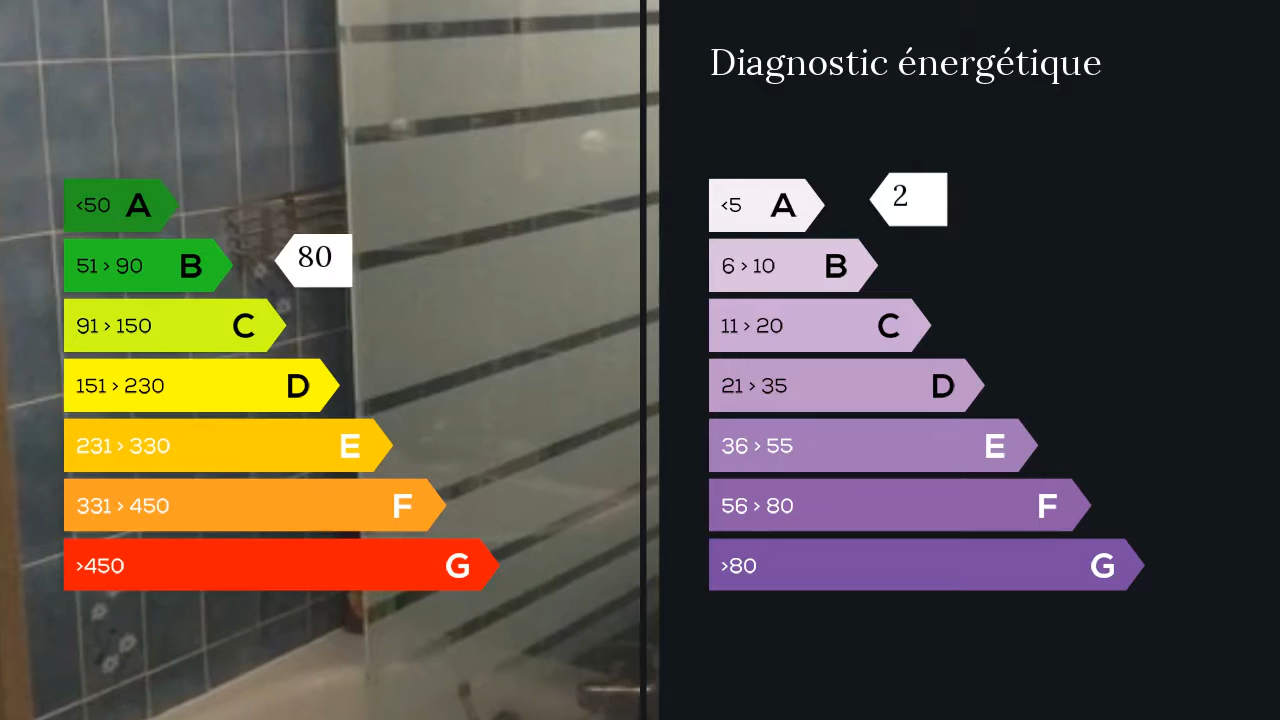 Diagnostic énergétique
<50 A
51 > 90 B
80
91 > 150 C
151 > 230 D
231 > 330 E
331 > 450 F
>450 G
<5 A
2
6 > 10 B
11 > 20 C
21 > 35 D
36 > 55 E
56 > 80 F
>80 G